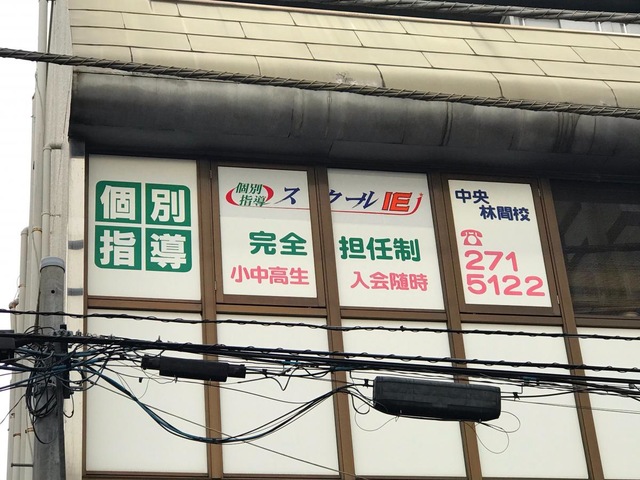 個別
指導
個別
指導
スクールIE
完全 担任制
小中高生 入会随時
中央
林間校
☎
271
5122